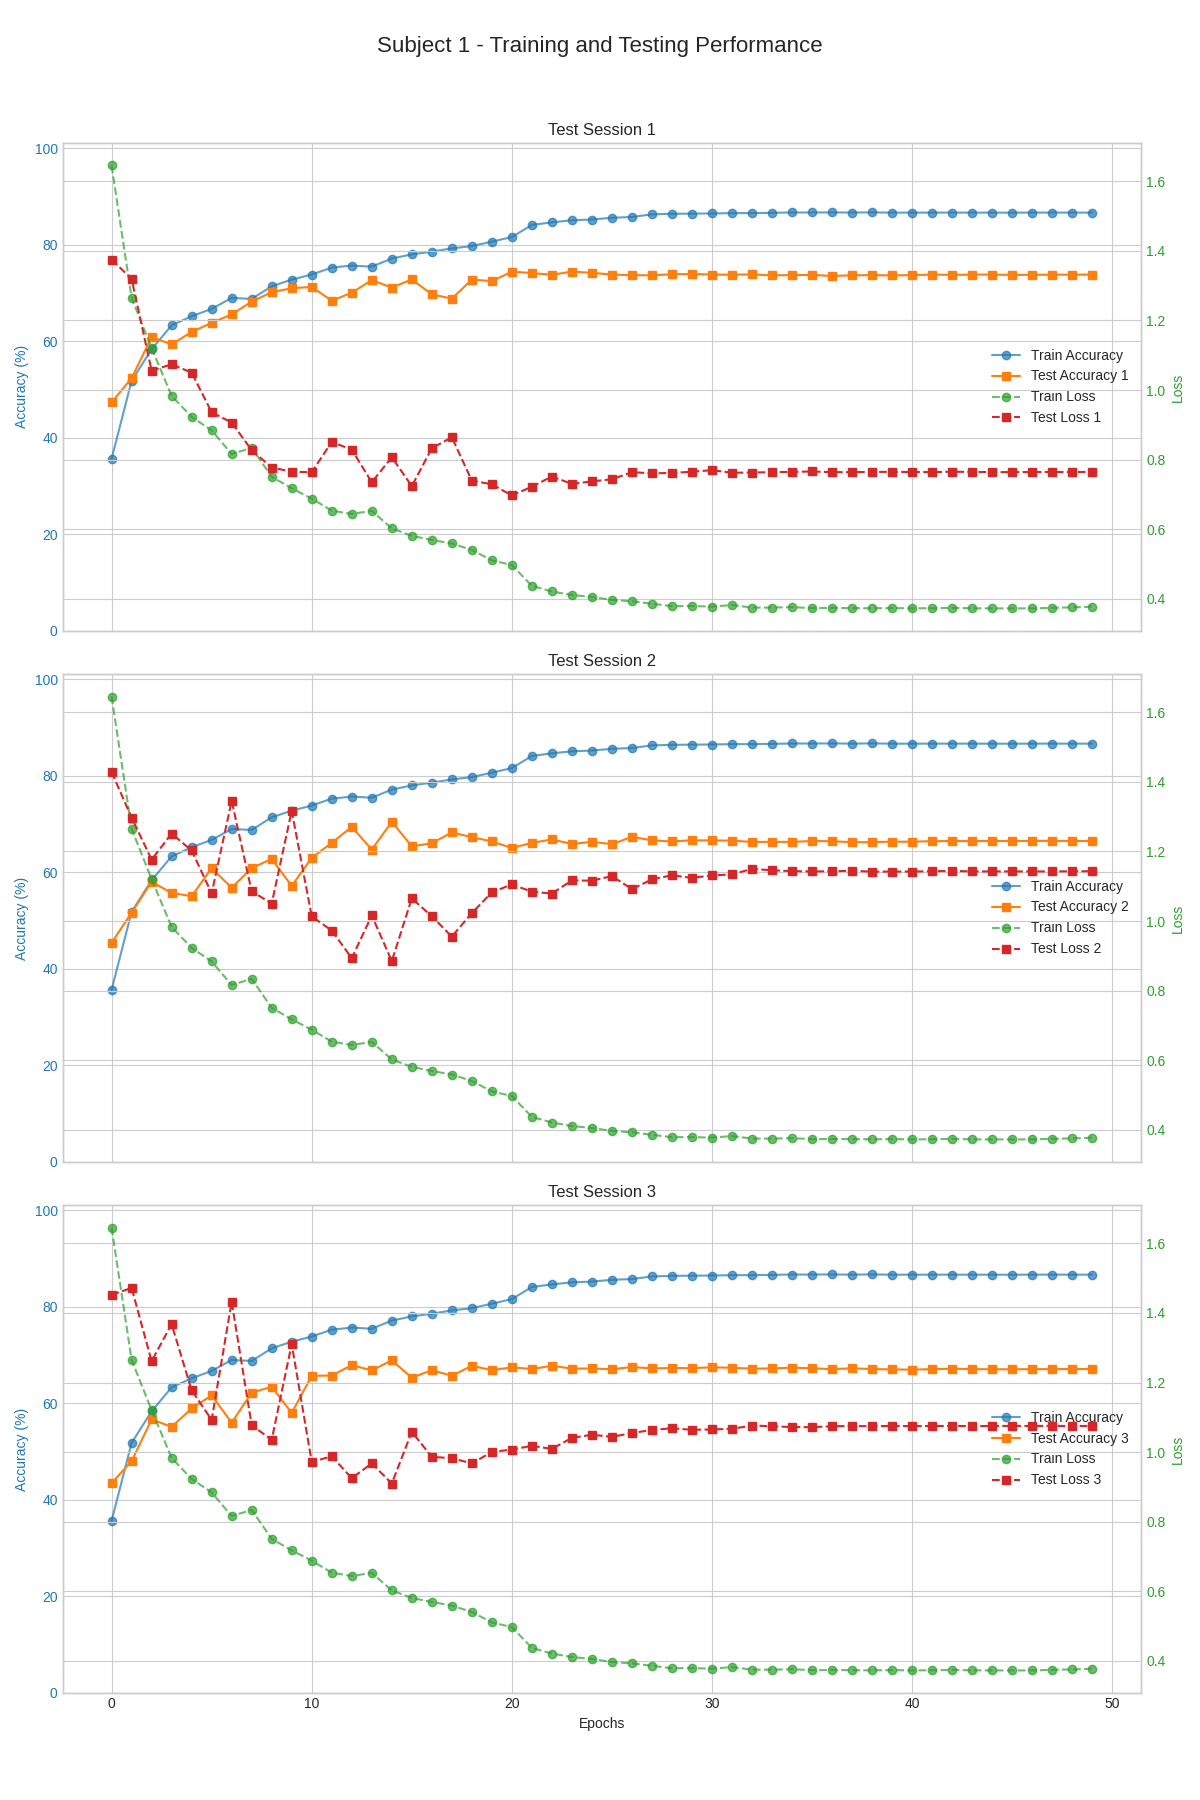 Subject 1 - Training and Testing Performance
Test Session 1
100
80
60
40
20
0
Accuracy (%)
1.6
1.4
1.2
1.0
0.8
0.6
0.4
Loss
Train Accuracy
Test Accuracy 1
Train Loss
Test Loss 1
Test Session 2
100
80
60
40
20
0
Accuracy (%)
1.6
1.4
1.2
1.0
0.8
0.6
0.4
Loss
Train Accuracy
Test Accuracy 2
Train Loss
Test Loss 2
Test Session 3
100
80
60
40
20
0
Accuracy (%)
1.6
1.4
1.2
1.0
0.8
0.6
0.4
Loss
Train Accuracy
Test Accuracy 3
Train Loss
Test Loss 3
0 10 20 30 40 50
Epochs